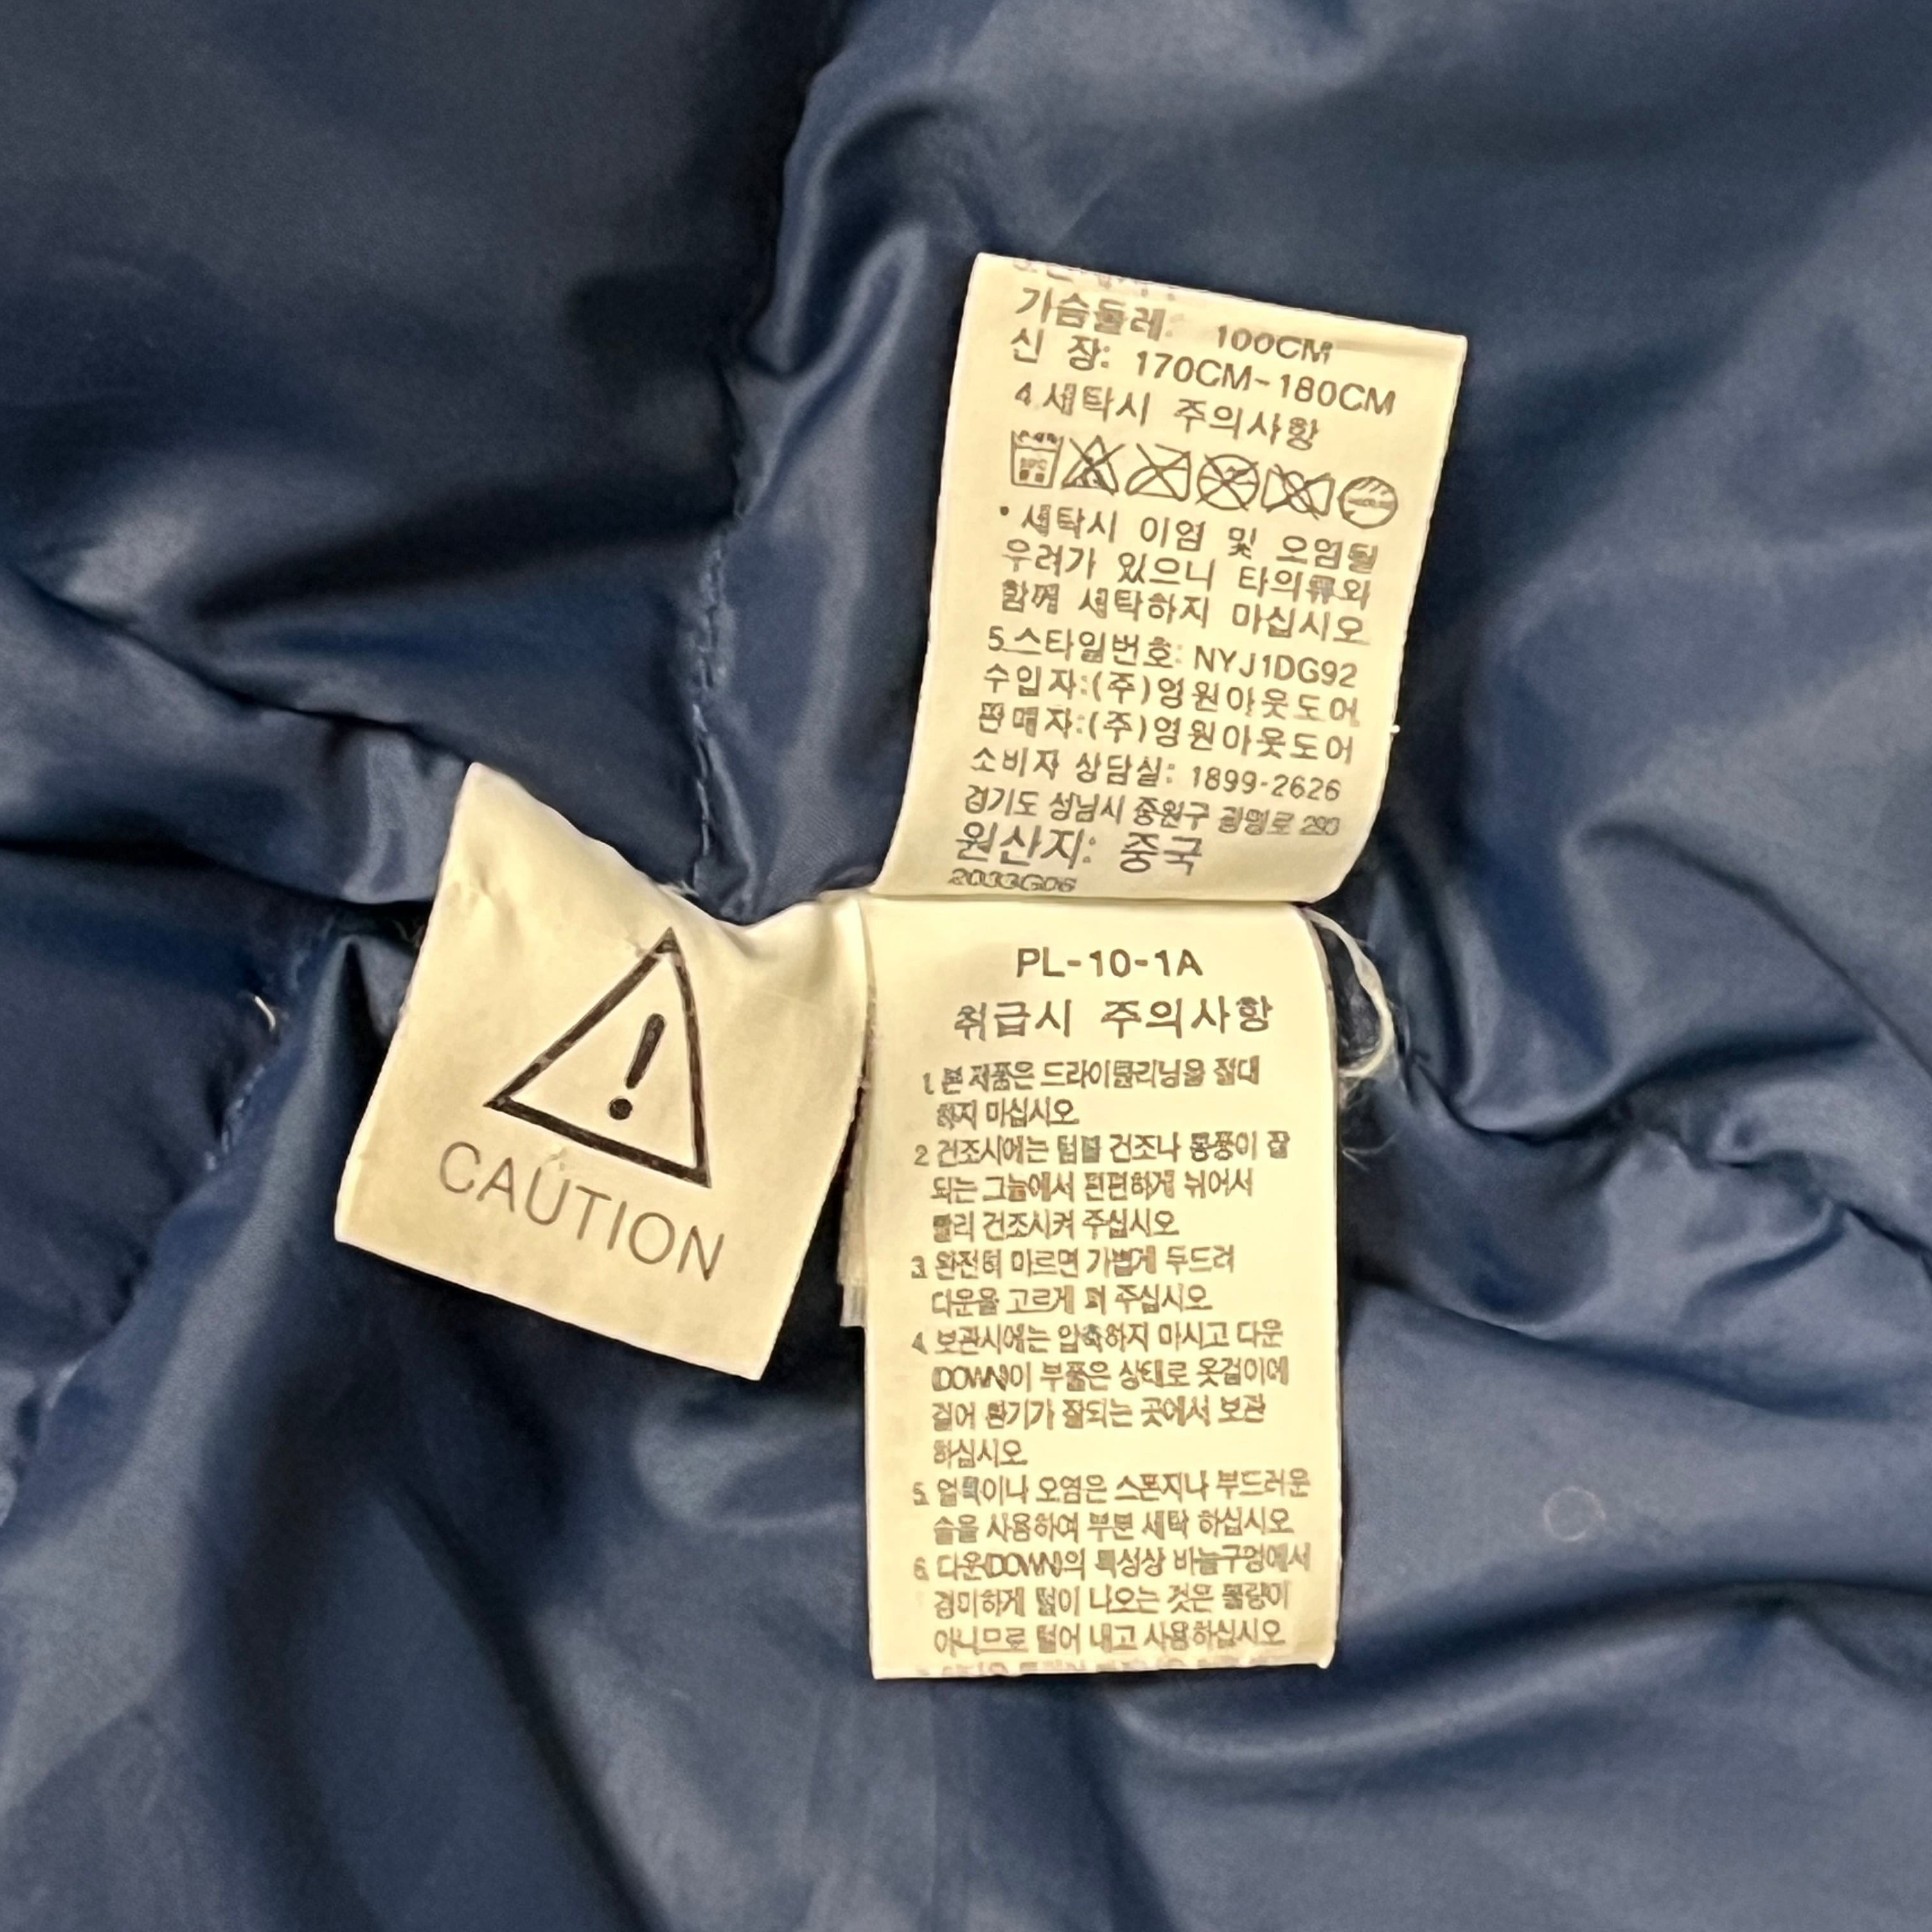 가슴둘레: 100CM
신 장: 170CM-180CM
4.세탁시 주의사항
• 세탁시 이염 및 오염될
우려가 있으니 타의류와
함께 세탁하지 마십시오
5.스타일번호: NYJ1DG92
수입자:(주)영원아웃도어
판매자:(주)영원아웃도어
소비자 상담실: 1899-2626
경기도 성남시 중원구
원산지: 중국
CAUTION
PL-10-1A
취급시 주의사항
1. 본 제품은 드라이클리닝을 절대
하지 마십시오
2. 건조시에는 텀블 건조나 통풍이 잘
되는 그늘에서 편편하게 뉘어서
빨리 건조시켜 주십시오
3. 완전히 마르면 가볍게 두드려
다운을 고르게 펴 주십시오
4. 보관시에는 압축하지 마시고 다운
(DOWN)이 부풀은 상태로 옷걸이에
걸어 환기가 잘되는 곳에서 보관
하십시오
5. 얼룩이나 오염은 스폰지나 부드러운
솔을 사용하여 부분 세탁 하십시오
6. 다운(DOWN)의 특성상 바늘구멍에서
경미하게 털이 나오는 것은 불량이
아니므로 털어 내고 사용하십시오